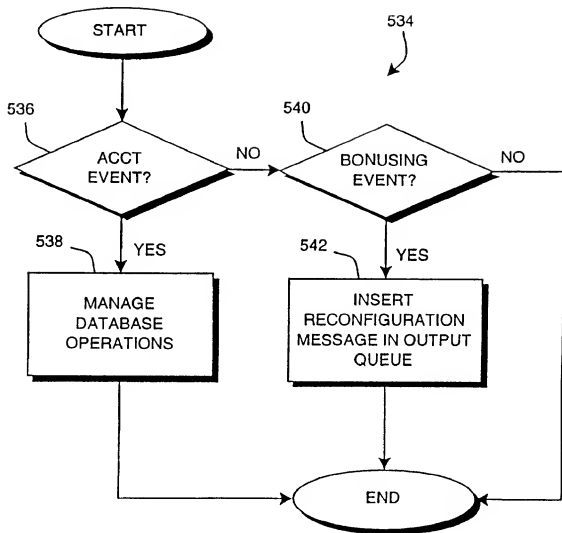 START
534
536
540
ACCT
EVENT?
NO
BONUSING
EVENT?
NO
538
YES
542
YES
MANAGE
DATABASE
OPERATIONS
INSERT
RECONFIGURATION
MESSAGE IN OUTPUT
QUEUE
END